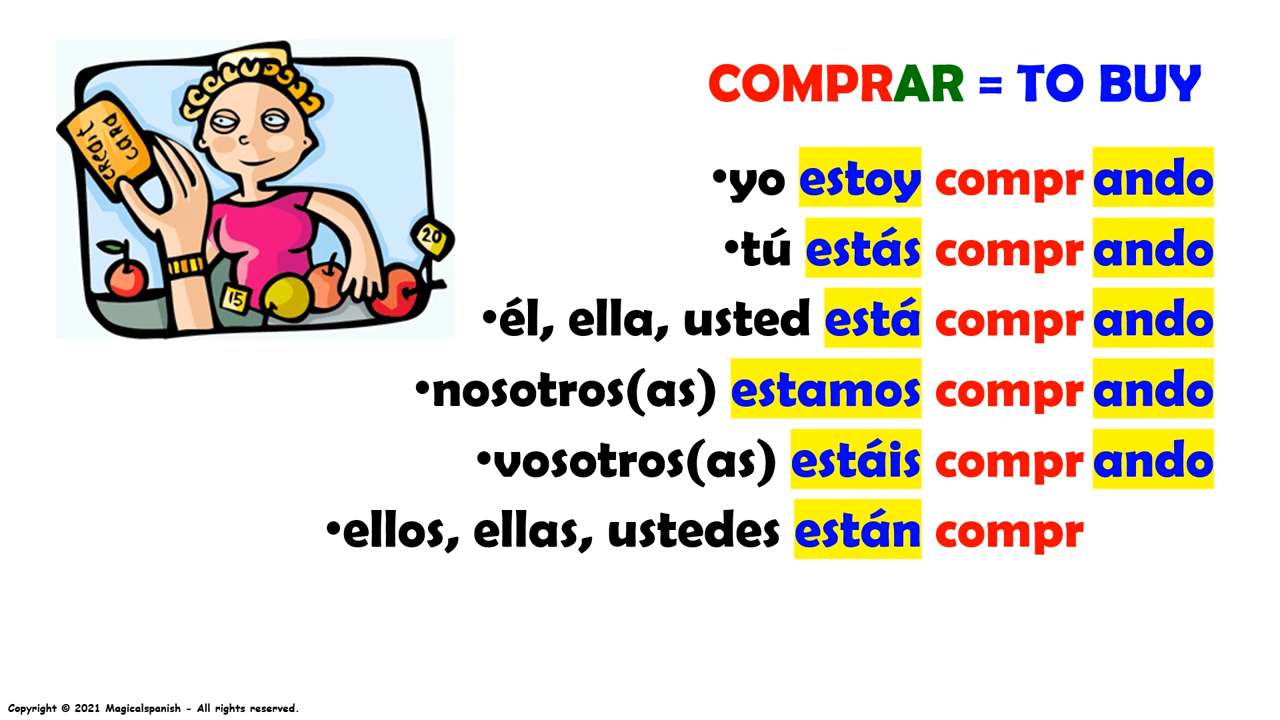 credit
card
20
15
COMPRAR = TO BUY
•yo estoy compr ando
•tú estás compr ando
•él, ella, usted está compr ando
•nosotros(as) estamos compr ando
•vosotros(as) estáis compr ando
•ellos, ellas, ustedes están compr
Copyright © 2021 Magicalspanish - All rights reserved.